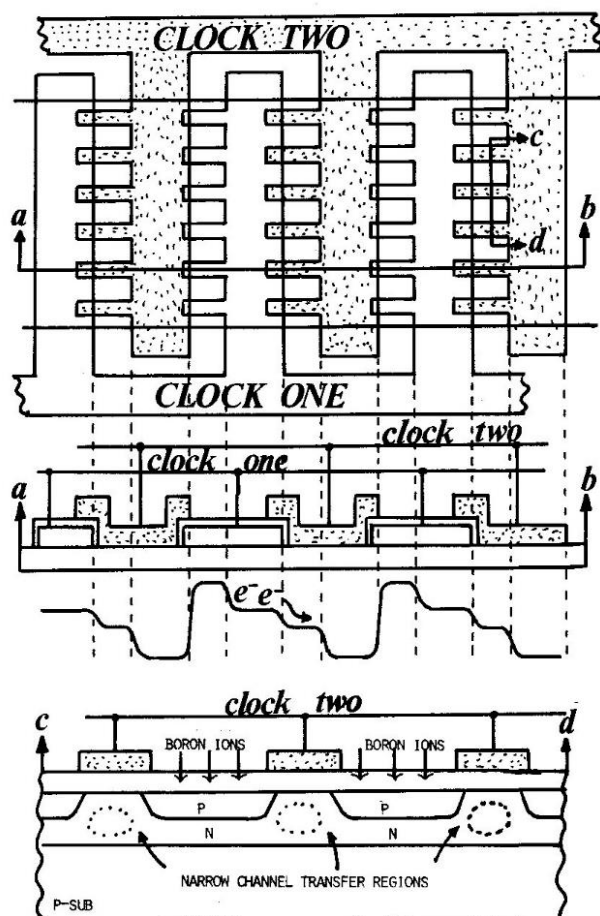 CLOCK TWO
c
a
b
d
CLOCK ONE
clock two
clock one
a
b
e⁻ e⁻
clock two
c
d
BORON IONS
BORON IONS
P
P
N
N
NARROW CHANNEL TRANSFER REGIONS
P-SUB